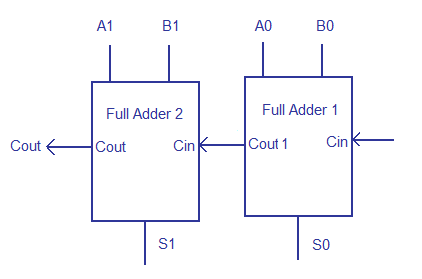 A1 B1 A0 B0
Full Adder 2 Full Adder 1
Cout Cout Cin Cout 1 Cin
S1 S0